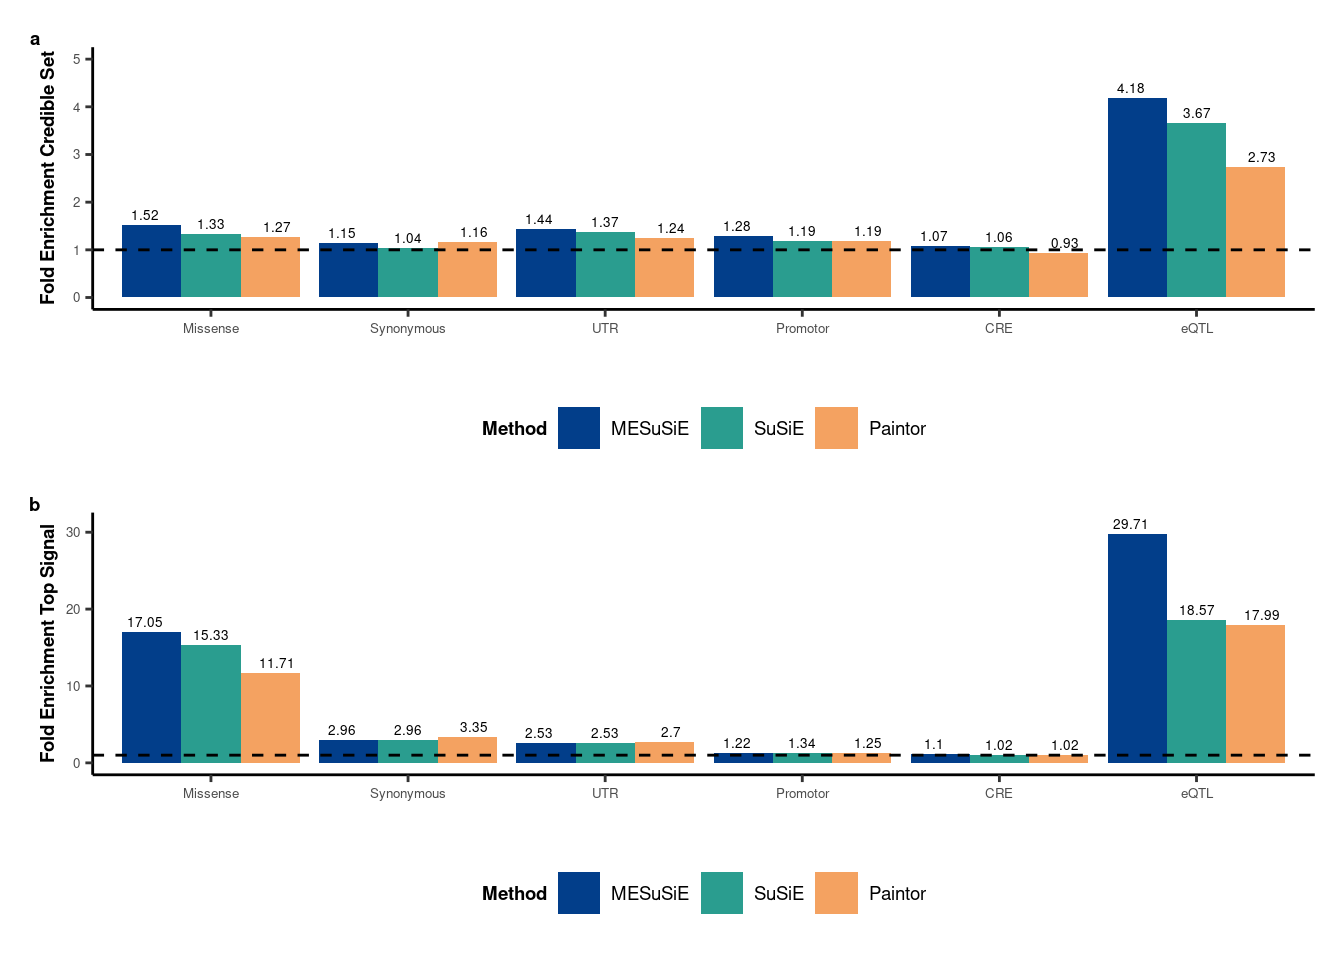 a
Fold Enrichment Credible Set
5
4
3
2
1
0
1.52 1.33 1.27 1.15 1.04 1.16 1.44 1.37 1.24 1.28 1.19 1.19 1.07 1.06 0.93 4.18 3.67 2.73
Missense Synonymous UTR Promotor CRE eQTL
Method MESuSiE SuSiE Paintor
b
Fold Enrichment Top Signal
30
20
10
0
17.05 15.33 11.71 2.96 2.96 3.35 2.53 2.53 2.7 1.22 1.34 1.25 1.1 1.02 1.02 29.71 18.57 17.99
Missense Synonymous UTR Promotor CRE eQTL
Method MESuSiE SuSiE Paintor